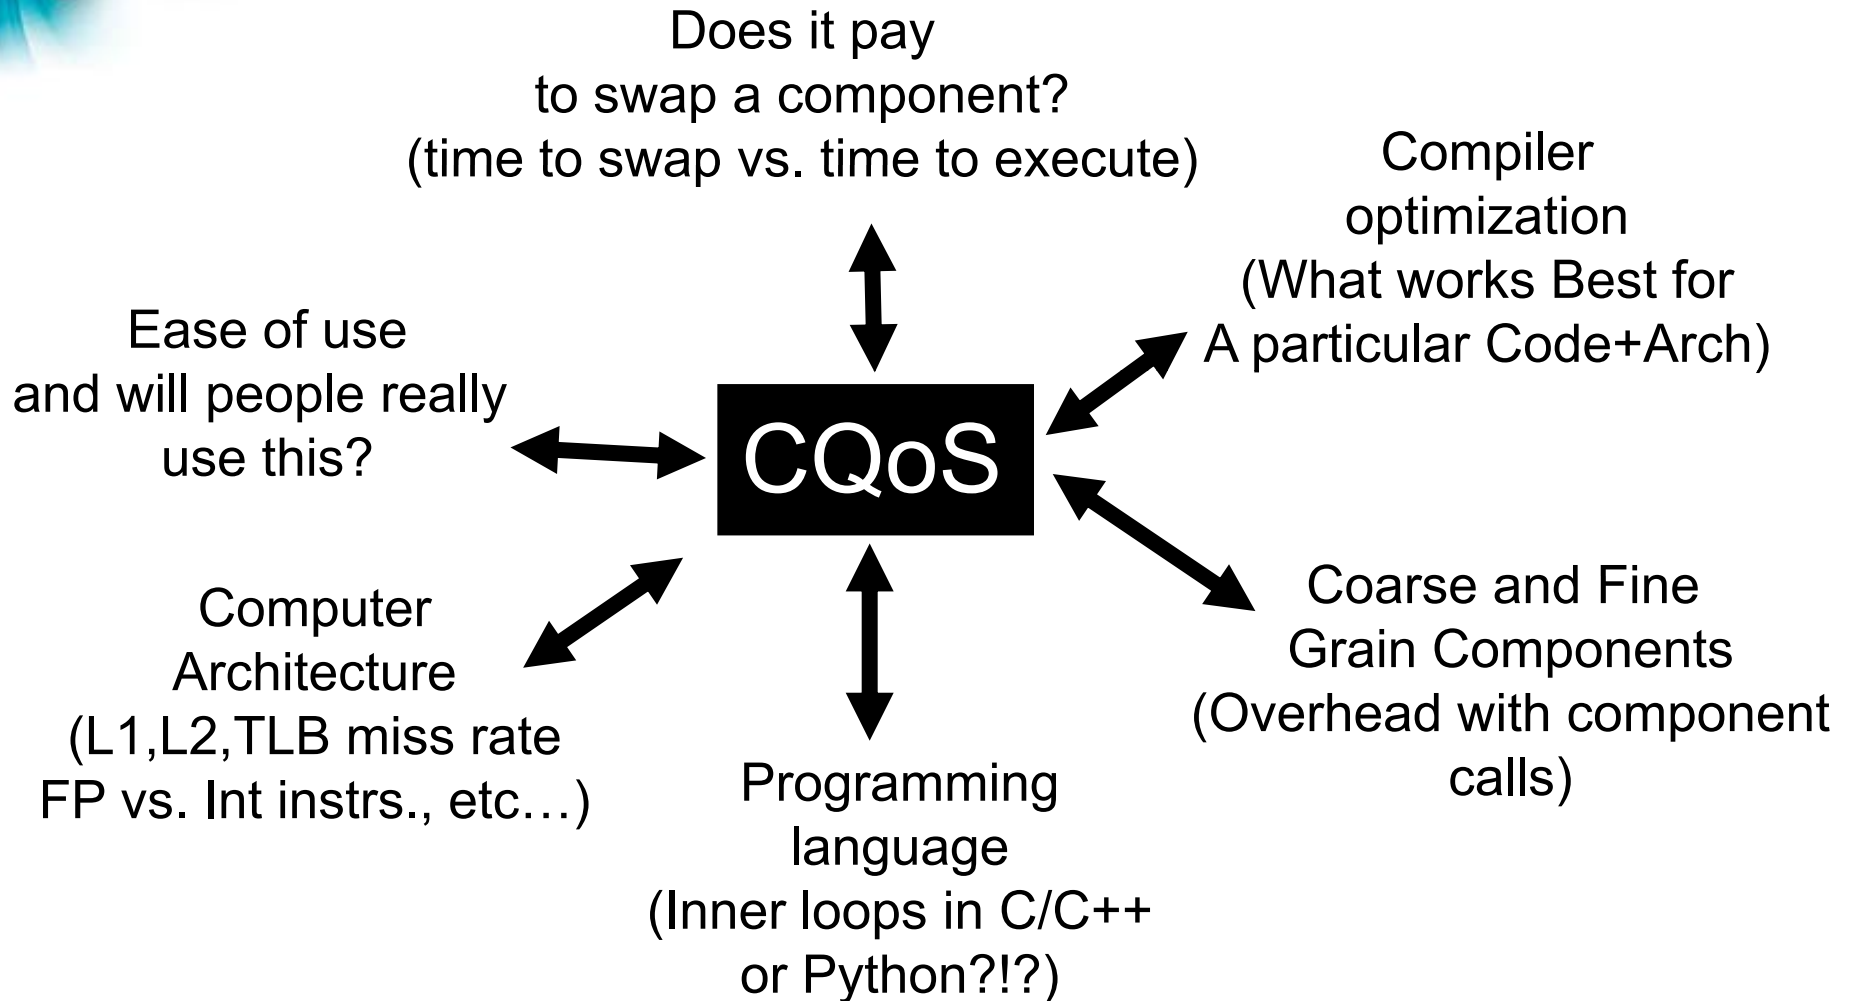 Does it pay
to swap a component?
(time to swap vs. time to execute)
Compiler
optimization
(What works Best for
A particular Code+Arch)
Ease of use
and will people really
use this?
CQoS
Computer
Architecture
(L1,L2,TLB miss rate
FP vs. Int instrs., etc…)
Coarse and Fine
Grain Components
(Overhead with component
calls)
Programming
language
(Inner loops in C/C++
or Python?!?)